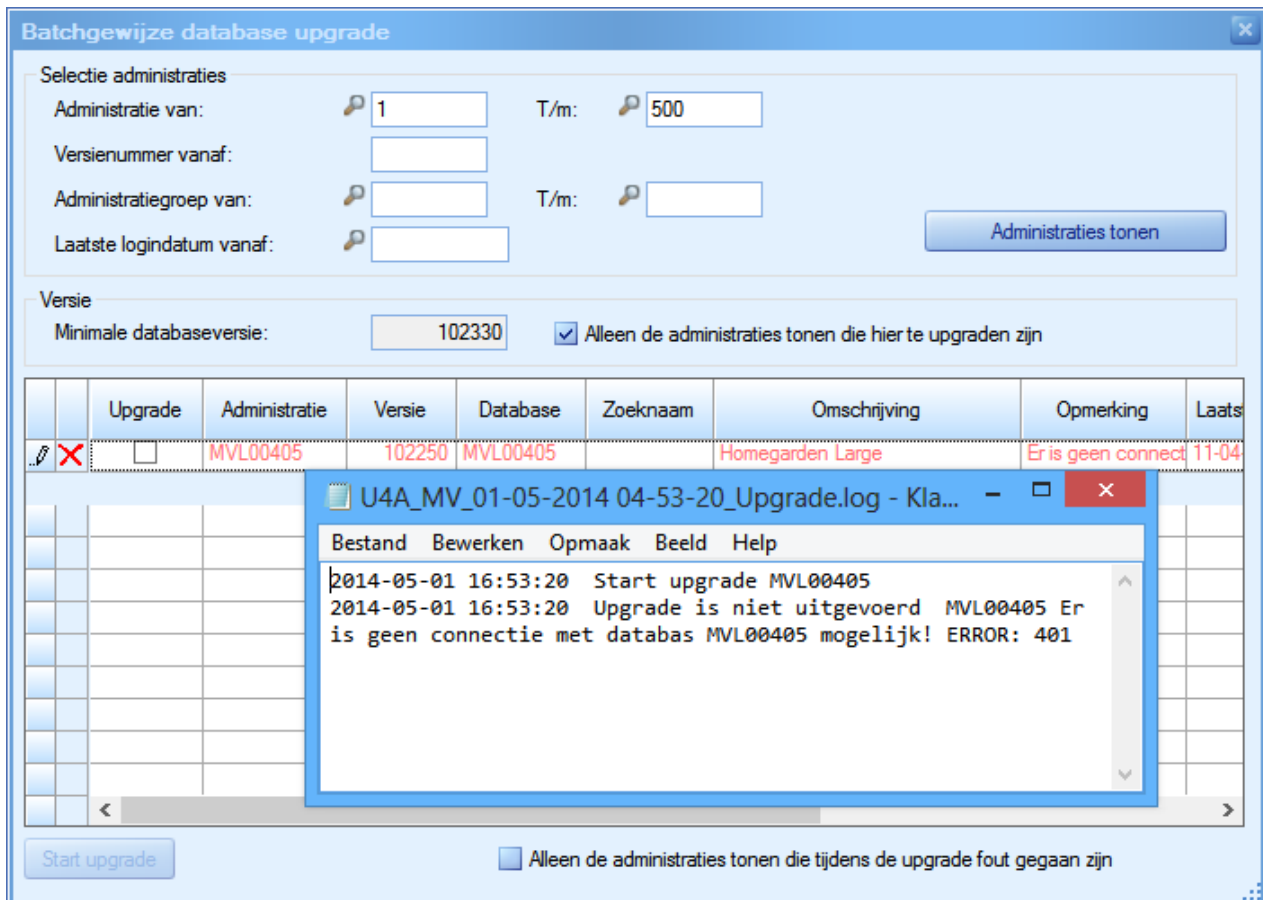 Batchgewijze database upgrade
Selectie administraties
Administratie van: 1 T/m: 500
Versienummer vanaf:
Administratiegroep van: T/m:
Laatste logindatum vanaf:
Administraties tonen
Versie
Minimale databaseversie: 102330 Alleen de administraties tonen die hier te upgraden zijn
Upgrade Administratie Versie Database Zoeknaam Omschrijving Opmerking Laats
MVL00405 102250 MVL00405 Homegarden Large Er is geen connect 11-04-
U4A_MV_01-05-2014 04-53-20_Upgrade.log - Kla...
Bestand Bewerken Opmaak Beeld Help
2014-05-01 16:53:20 Start upgrade MVL00405
2014-05-01 16:53:20 Upgrade is niet uitgevoerd MVL00405 Er
is geen connectie met databas MVL00405 mogelijk! ERROR: 401
Start upgrade Alleen de administraties tonen die tijdens de upgrade fout gegaan zijn